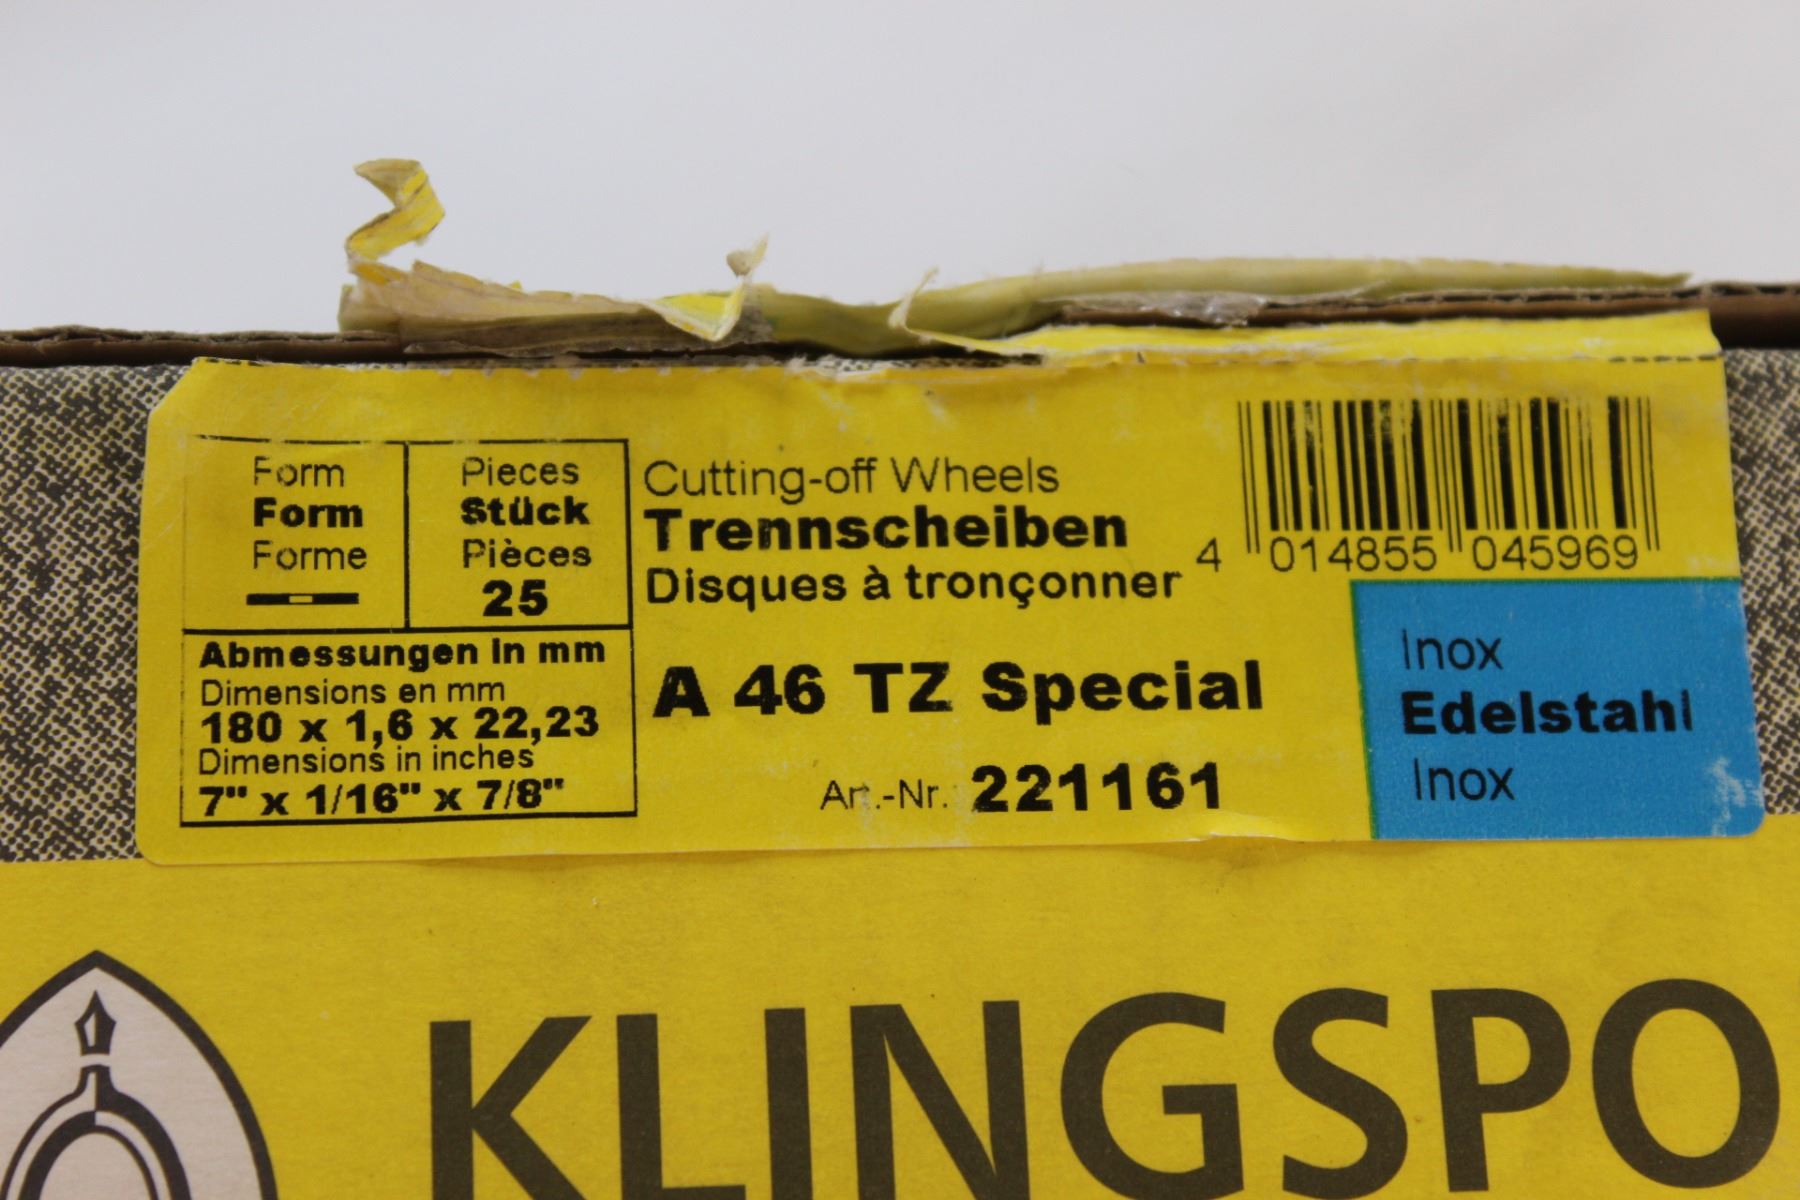 Form
Form
Forme
Pieces
Stück
Pièces
25
Abmessungen in mm
Dimensions en mm
180 x 1,6 x 22,23
Dimensions in inches
7" x 1/16" x 7/8"
Cutting-off Wheels
Trennscheiben
Disques à tronçonner
A 46 TZ Special
Art.-Nr. 221161
4 014855 045969
Inox
Edelstahl
Inox
KLINGSPO